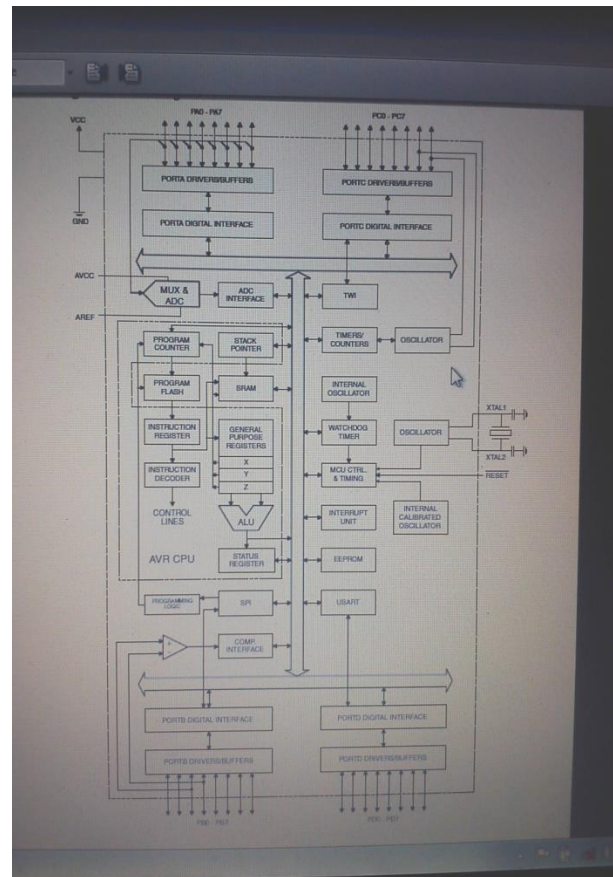 PA0 - PA7
PC0 - PC7
VCC
PORTA DRIVERS/BUFFERS
PORTC DRIVERS/BUFFERS
GND
PORTA DIGITAL INTERFACE
PORTC DIGITAL INTERFACE
AVCC
MUX &
ADC
ADC
INTERFACE
TWI
AREF
PROGRAM
COUNTER
STACK
POINTER
TIMERS/
COUNTERS
OSCILLATOR
PROGRAM
FLASH
SRAM
INTERNAL
OSCILLATOR
INSTRUCTION
REGISTER
GENERAL
PURPOSE
REGISTERS
WATCHDOG
TIMER
OSCILLATOR
XTAL1
XTAL2
X
Y
Z
INSTRUCTION
DECODER
MCU CTRL.
& TIMING
RESET
CONTROL
LINES
ALU
INTERRUPT
UNIT
INTERNAL
CALIBRATED
OSCILLATOR
AVR CPU
STATUS
REGISTER
EEPROM
PROGRAMMING
LOGIC
SPI
USART
+
-
COMP.
INTERFACE
PORTB DIGITAL INTERFACE
PORTD DIGITAL INTERFACE
PORTB DRIVERS/BUFFERS
PORTD DRIVERS/BUFFERS
PB0 - PB7
PD0 - PD7